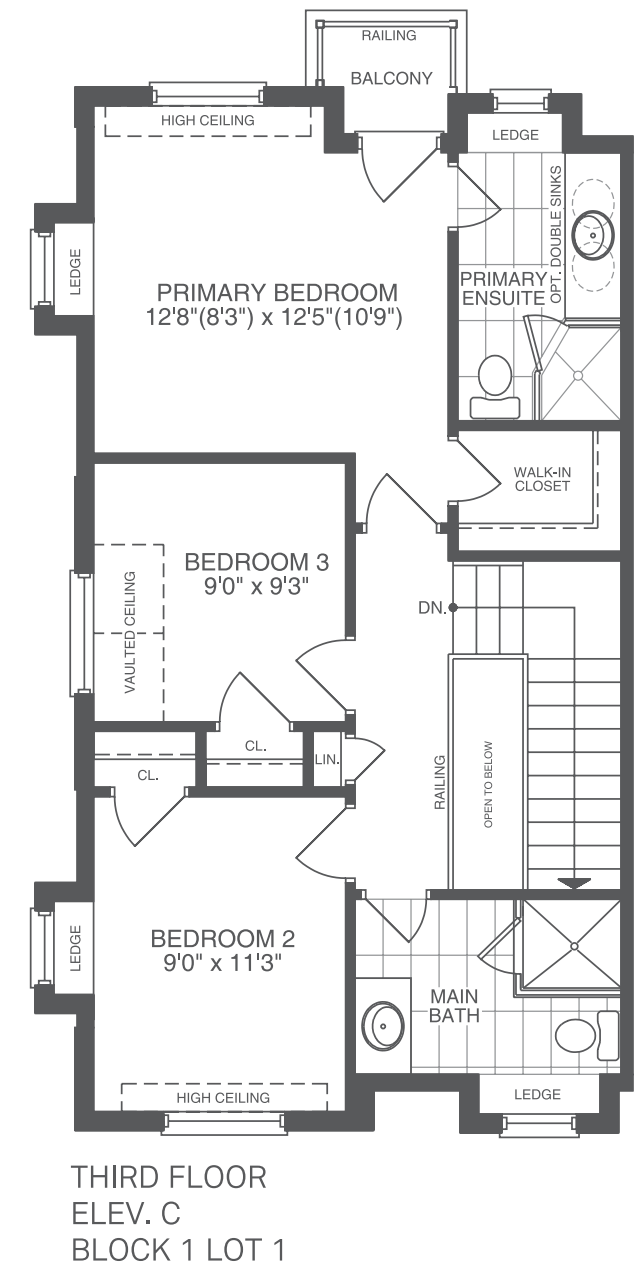 RAILING
BALCONY
HIGH CEILING
LEDGE
OPT. DOUBLE SINKS
LEDGE
PRIMARY
ENSUITE
PRIMARY BEDROOM
12'8"(8'3") x 12'5"(10'9")
WALK-IN
CLOSET
BEDROOM 3
9'0" x 9'3"
VAULTED CEILING
DN.
CL.
LIN.
CL.
RAILING
OPEN TO BELOW
BEDROOM 2
9'0" x 11'3"
LEDGE
MAIN
BATH
HIGH CEILING
LEDGE
THIRD FLOOR
ELEV. C
BLOCK 1 LOT 1